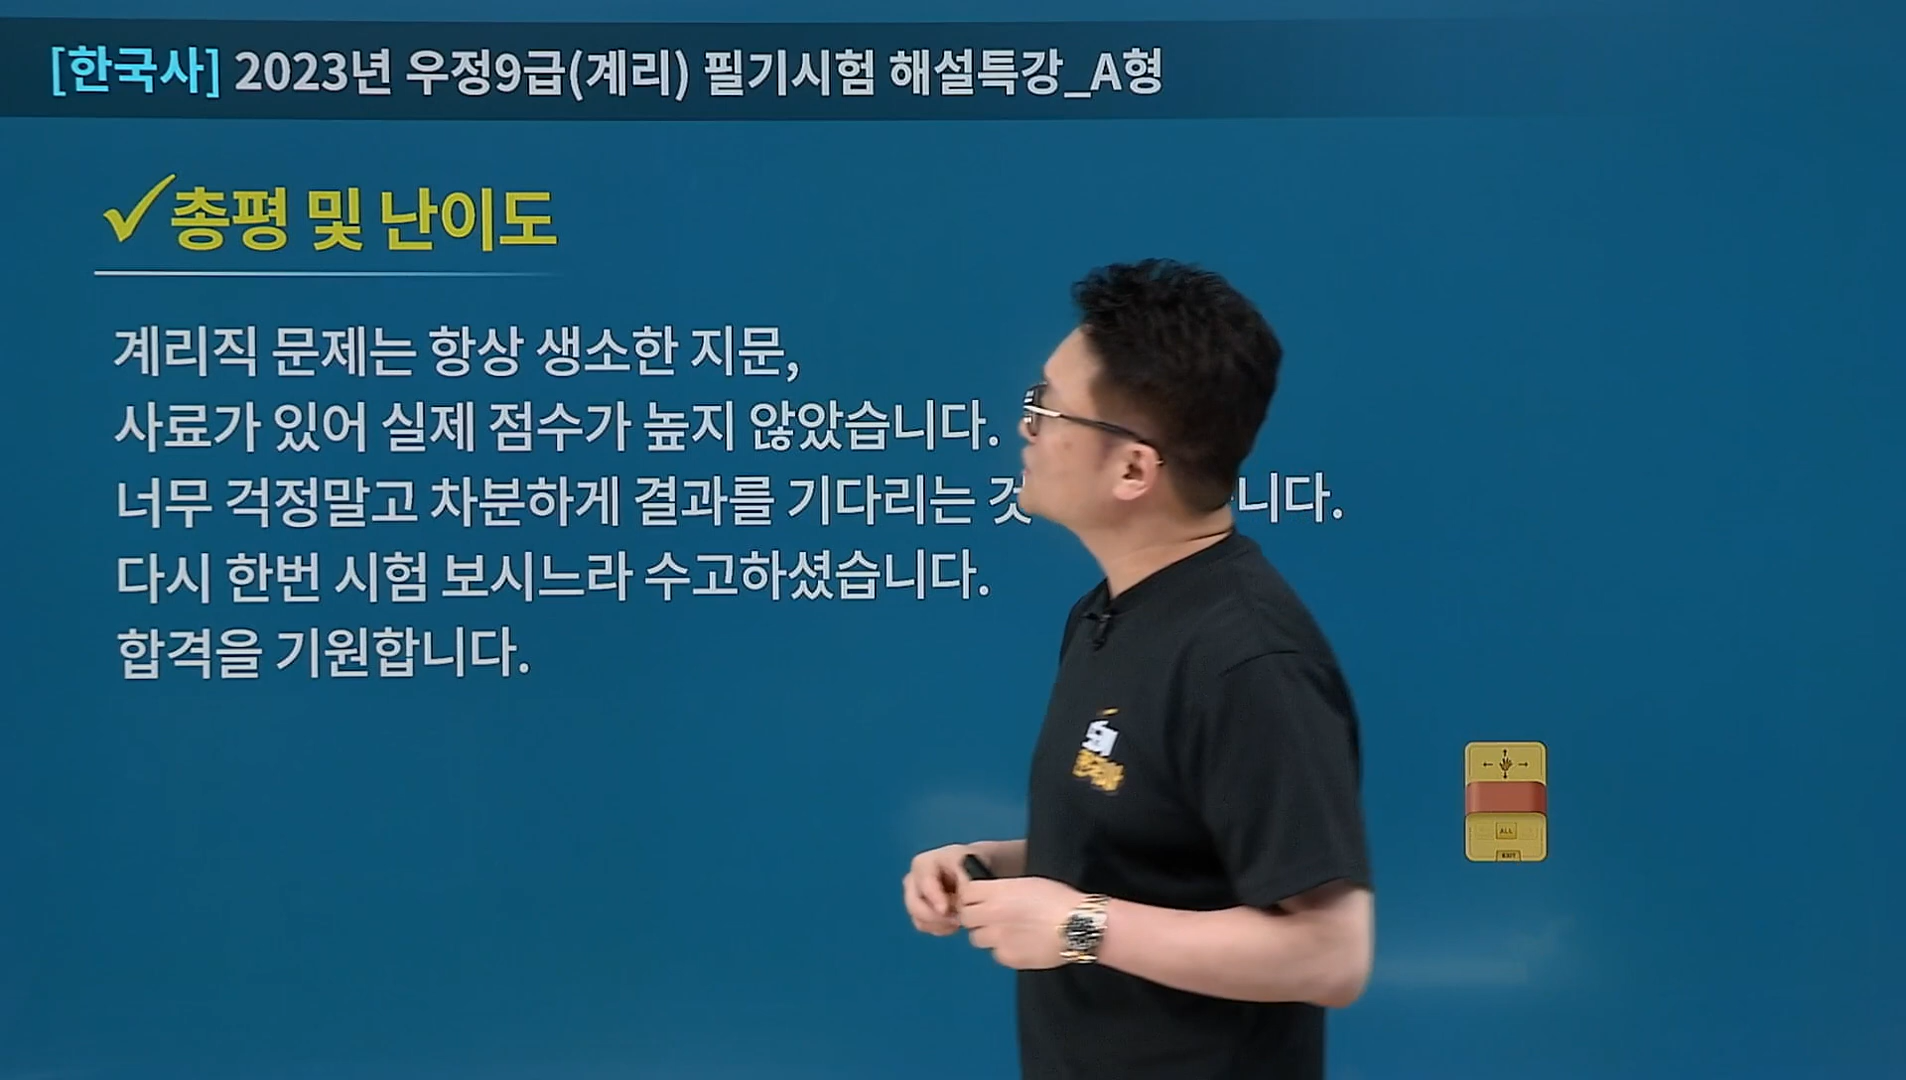 [한국사] 2023년 우정9급(계리) 필기시험 해설특강_A형
총평 및 난이도
계리직 문제는 항상 생소한 지문,
사료가 있어 실제 점수가 높지 않았습니다.
너무 걱정말고 차분하게 결과를 기다리는 니다.
다시 한번 시험 보시느라 수고하셨습니다.
합격을 기원합니다.
ALL
EXIT